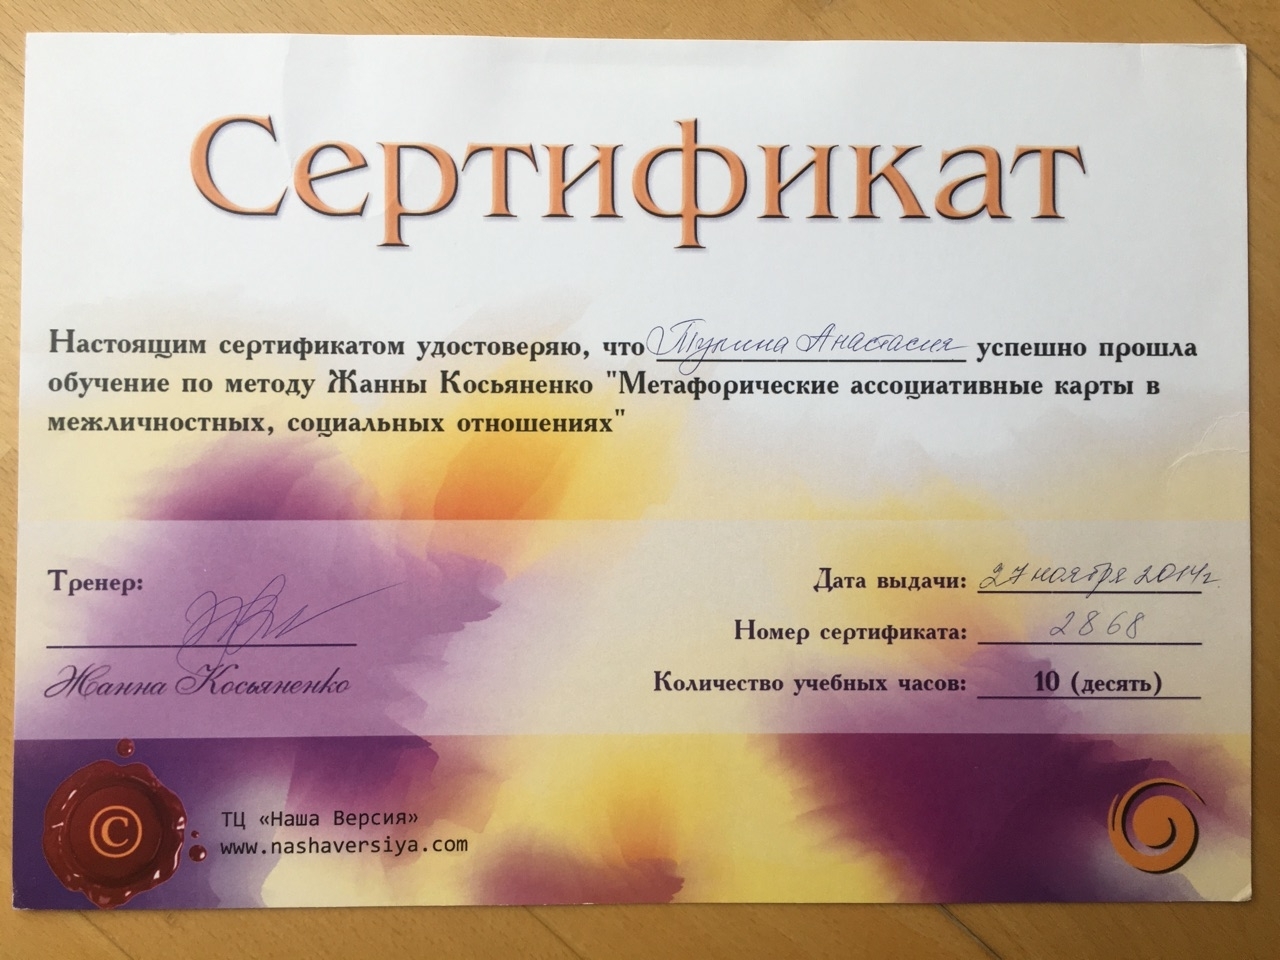 Сертификат
Настоящим сертификатом удостоверяю, что Тупина Анастасия успешно прошла
обучение по методу Жанны Косьяненко "Метафорические ассоциативные карты в
межличностных, социальных отношениях"
Тренер:
Жанна Косьяненко
Дата выдачи: 27 ноября 2014г.
Номер сертификата: 2868
Количество учебных часов: 10 (десять)
©
ТЦ «Наша Версия»
www.nashaversiya.com